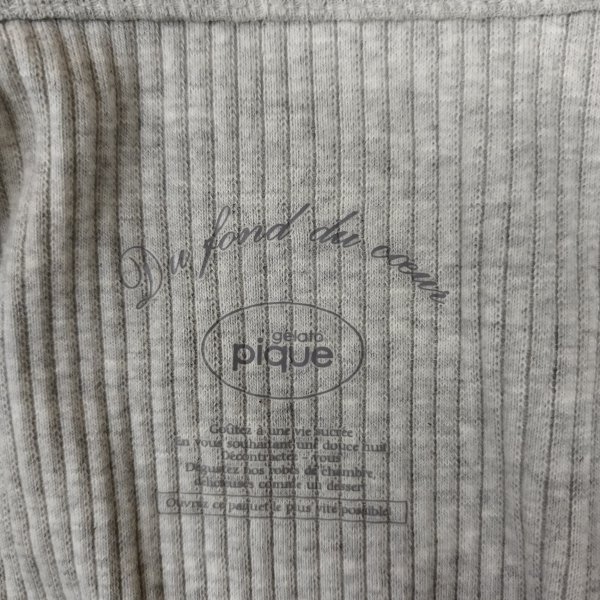 Du fond du cœur
gelato
pique
Goûtez à une vie sucrée
En vous souhaitant une douce nuit
Décontractez - vous
Dégustez nos robes de chambre,
délicieuses comme un dessert
Ouvrez ce paquet le plus vite possible